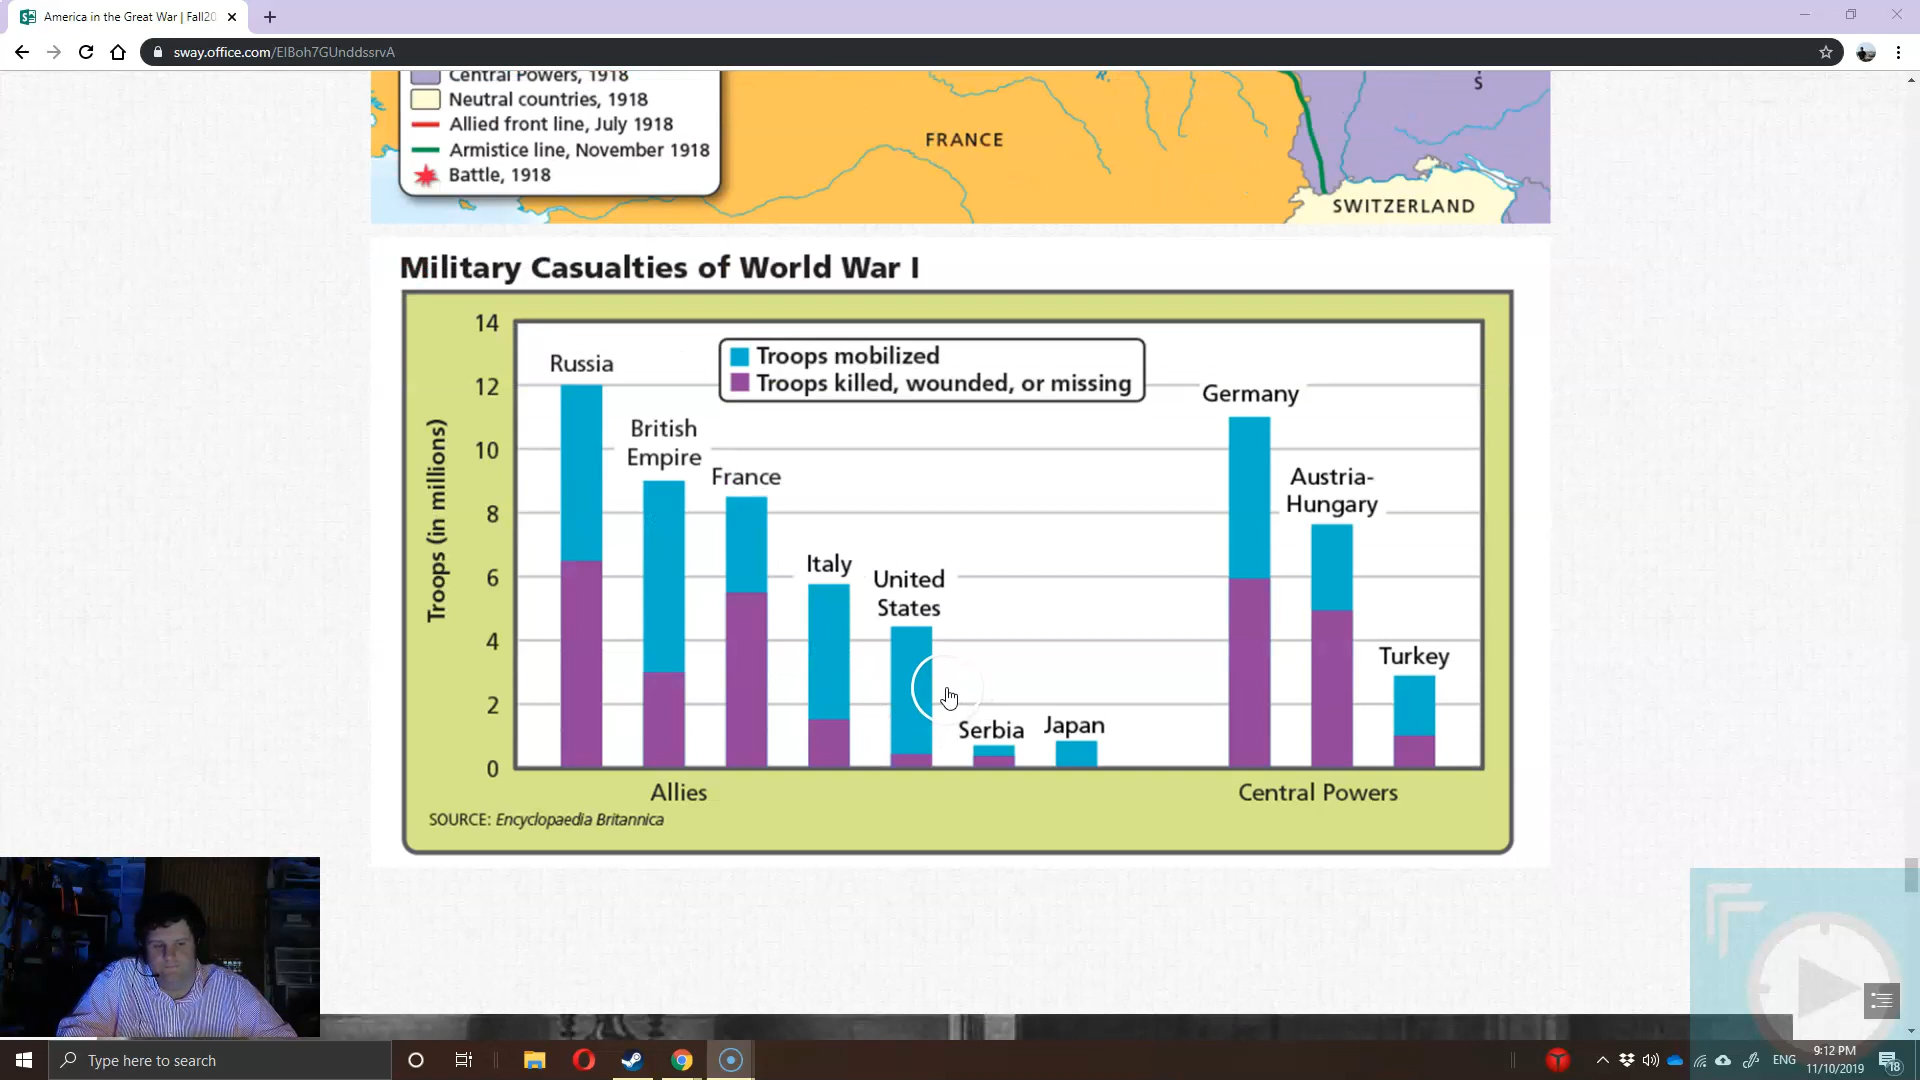 America in the Great War | Fall20
sway.office.com/EIBoh7GUnddssrvA
Central Powers, 1918
Neutral countries, 1918
Allied front line, July 1918
Armistice line, November 1918
Battle, 1918
FRANCE
R.
S
SWITZERLAND
Military Casualties of World War I
Troops mobilized
Troops killed, wounded, or missing
Troops (in millions)
14
12
10
8
6
4
2
0
Russia
British
Empire
France
Italy
United
States
Serbia
Japan
Germany
Austria-
Hungary
Turkey
Allies
Central Powers
SOURCE: Encyclopaedia Britannica
Type here to search
ENG
9:12 PM
11/10/2019
18